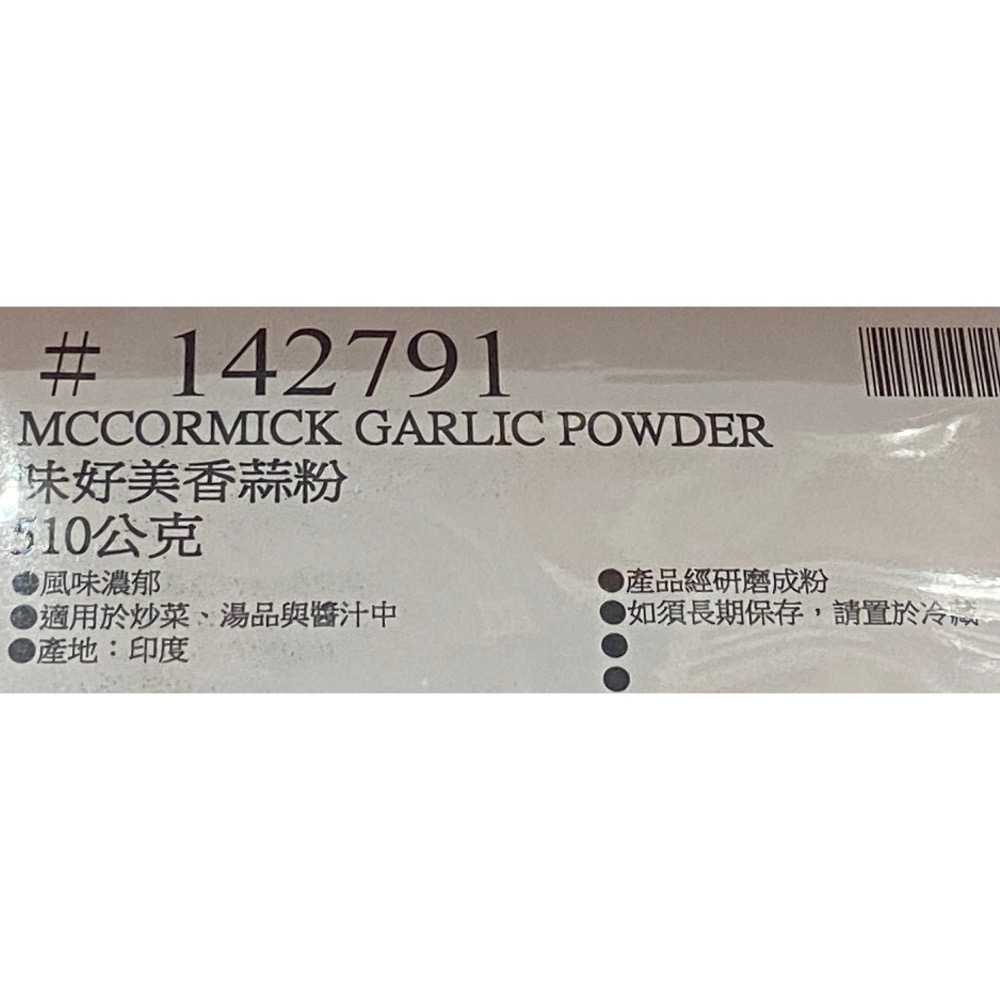 # 142791
MCCORMICK GARLIC POWDER
味好美香蒜粉
510公克
●風味濃郁
●適用於炒菜、湯品與醬汁中
●產地：印度
●產品經研磨成粉
●如須長期保存，請置於冷藏
●
●